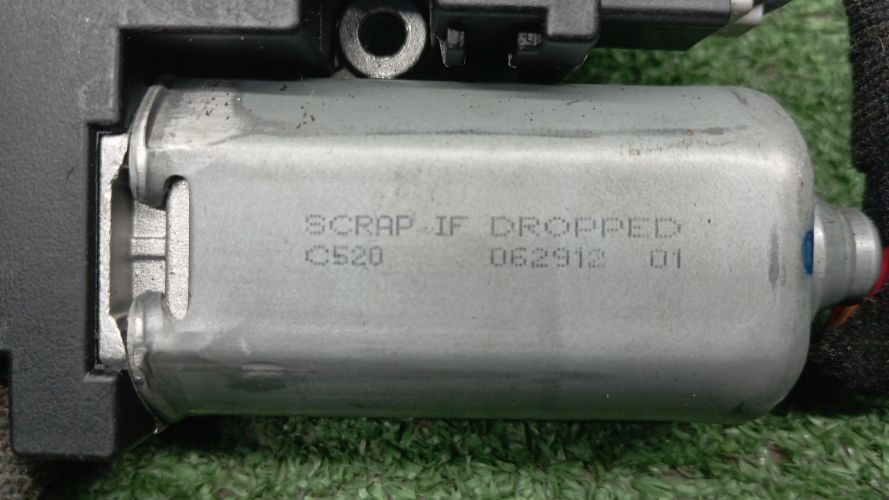 SCRAP IF DROPPED
C520 062912 01